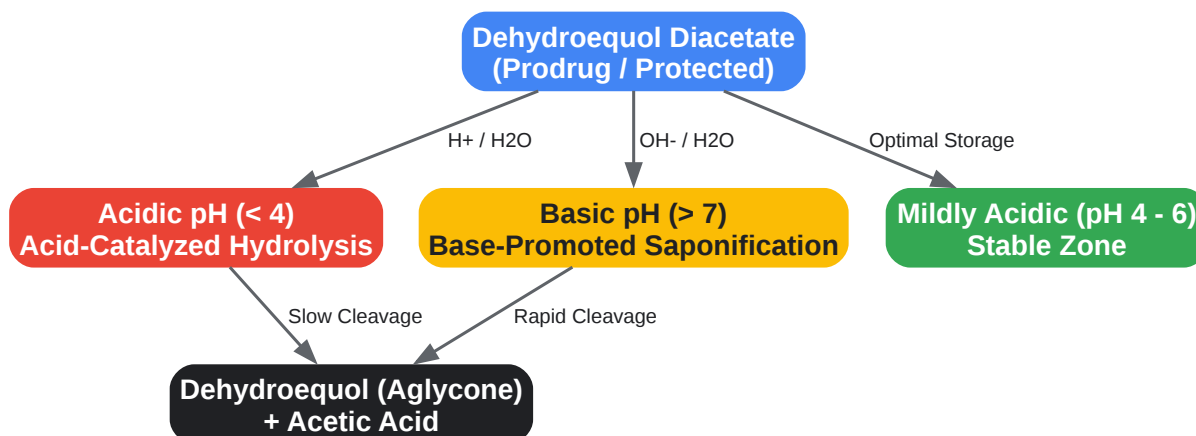 Dehydroequol Diacetate
(Prodrug / Protected)
H+ / H2O
OH- / H2O
Optimal Storage
Acidic pH (< 4)
Acid-Catalyzed Hydrolysis
Basic pH (> 7)
Base-Promoted Saponification
Mildly Acidic (pH 4 - 6)
Stable Zone
Slow Cleavage
Rapid Cleavage
Dehydroequol (Aglycone)
+ Acetic Acid